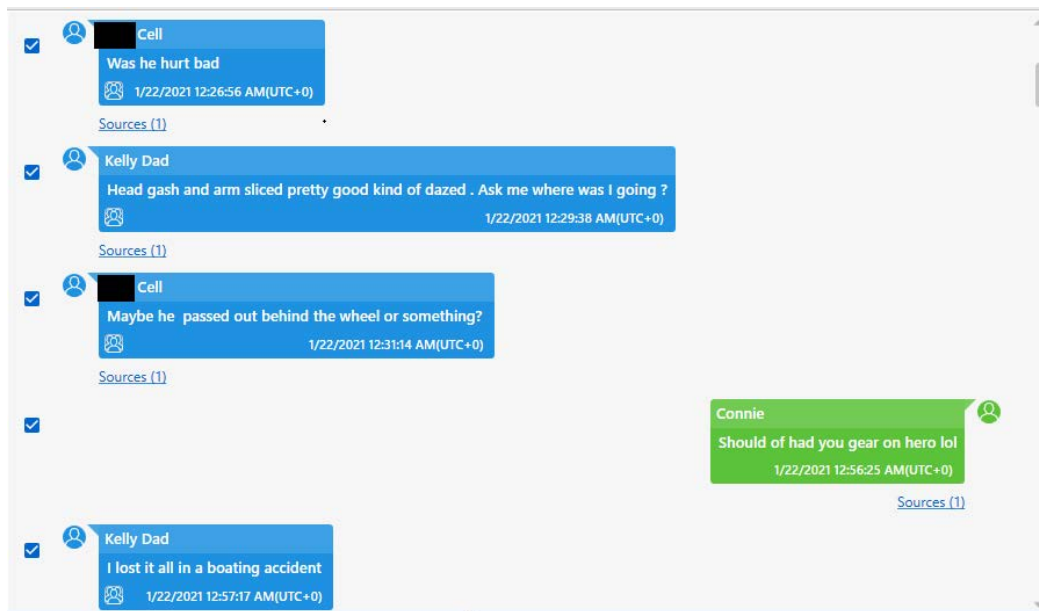 Cell
Was he hurt bad
1/22/2021 12:26:56 AM(UTC+0)
Sources (1)
Kelly Dad
Head gash and arm sliced pretty good kind of dazed . Ask me where was I going ?
1/22/2021 12:29:38 AM(UTC+0)
Sources (1)
Cell
Maybe he  passed out behind the wheel or something?
1/22/2021 12:31:14 AM(UTC+0)
Sources (1)
Connie
Should of had you gear on hero lol
1/22/2021 12:56:25 AM(UTC+0)
Sources (1)
Kelly Dad
I lost it all in a boating accident
1/22/2021 12:57:17 AM(UTC+0)